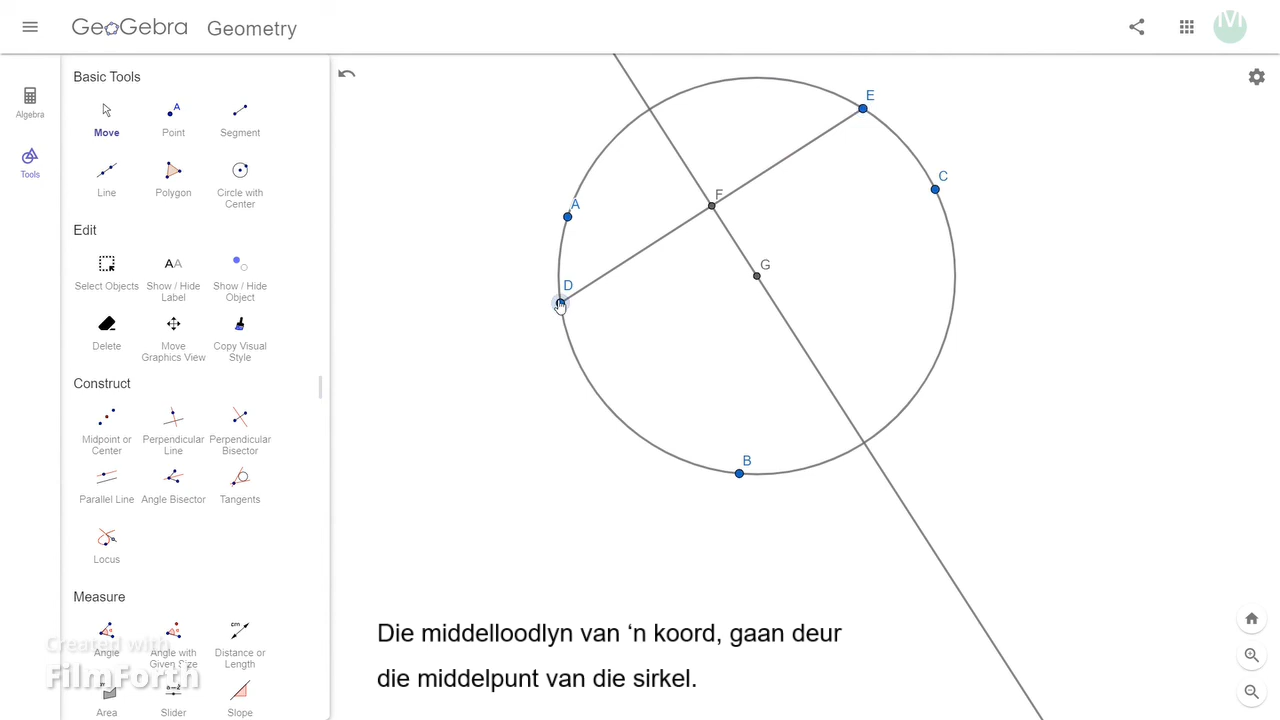 GeoGebra Geometry
M
Algebra
Tools
Basic Tools
Move Point Segment
Line Polygon Circle with Center
Edit
Select Objects Show / Hide Label Show / Hide Object
Delete Move Graphics View Copy Visual Style
Construct
Midpoint or Center Perpendicular Line Perpendicular Bisector
Parallel Line Angle Bisector Tangents
Locus
Measure
Angle Angle with Given Size Distance or Length
Area Slider Slope
E
C
A
F
G
D
B
Die middelloodlyn van ‘n koord, gaan deur
die middelpunt van die sirkel.
Created with
FilmForth